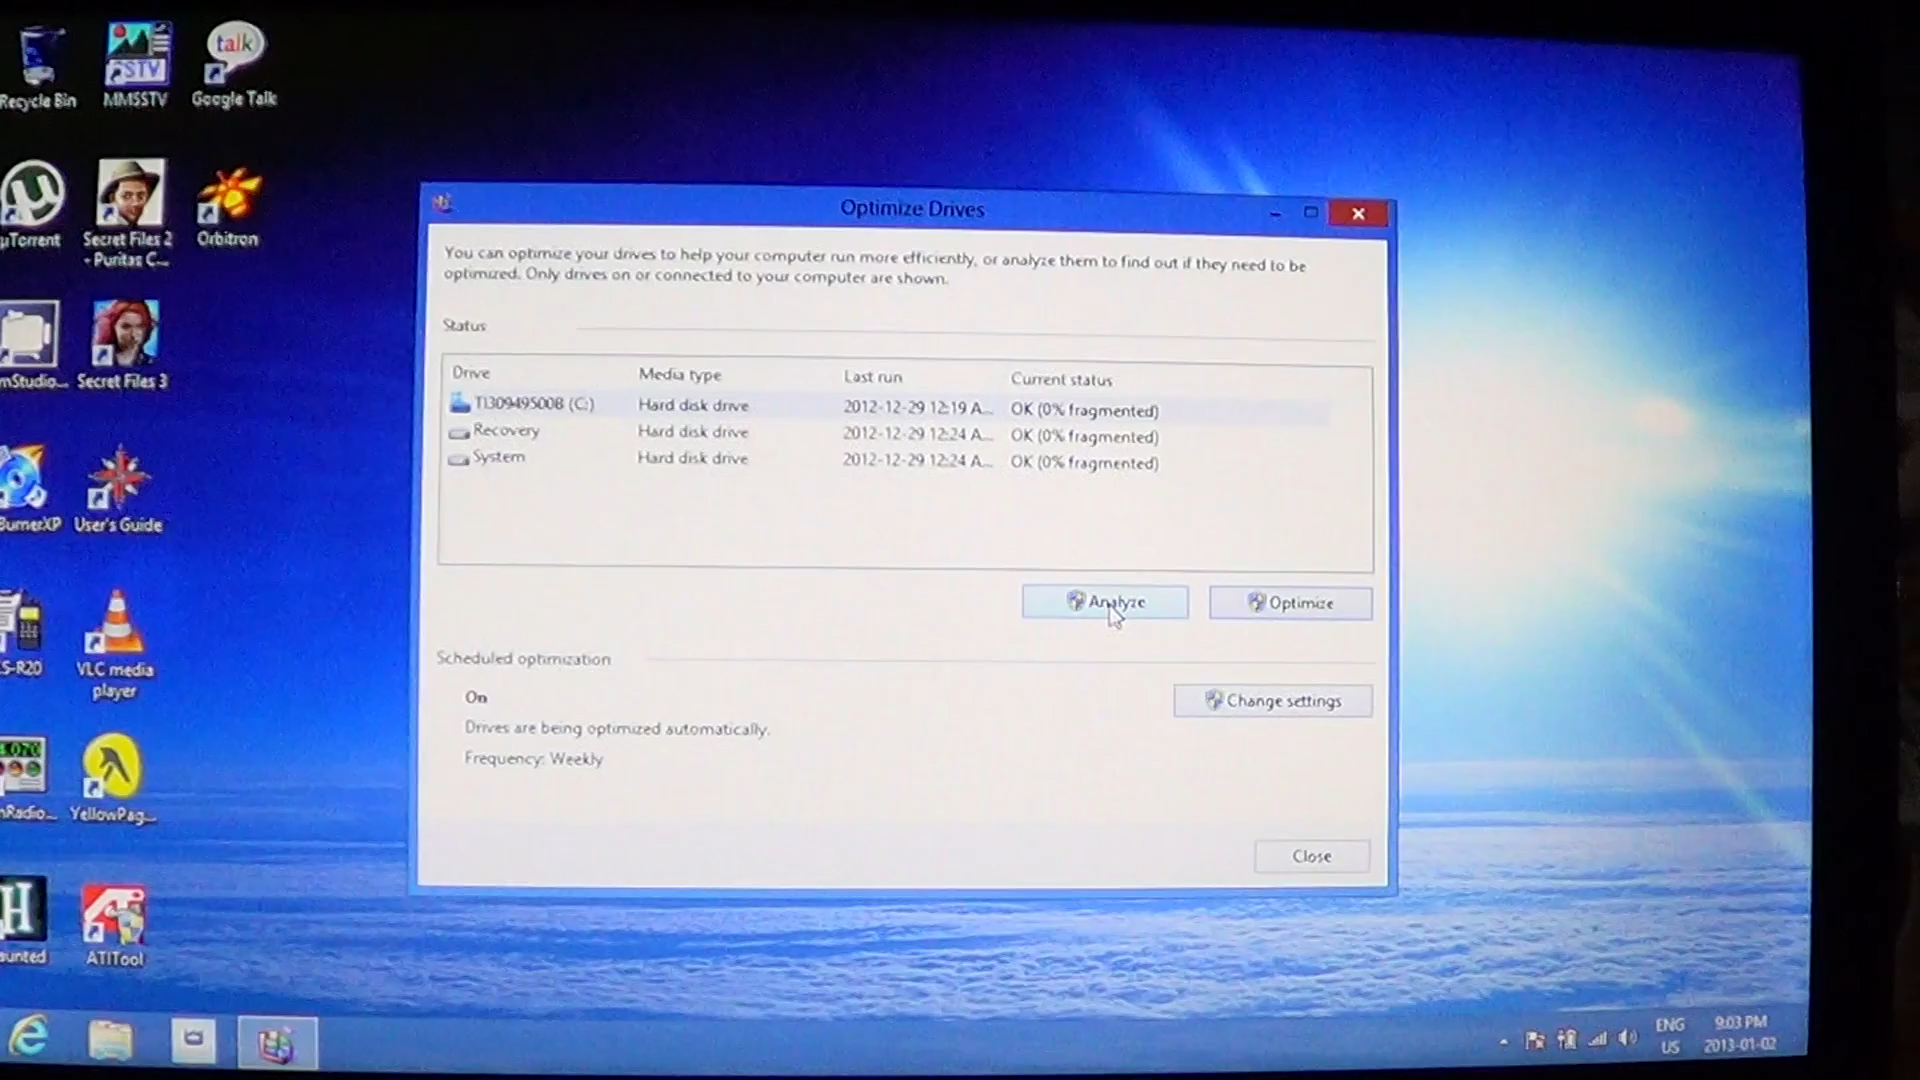 Recycle Bin
MMSSTV
talk
Google Talk
STV
µTorrent
Secret Files 2
- Puritas C...
Orbitron
mStudio...
Secret Files 3
BurnerXP
User's Guide
S-R20
VLC media
player
mRadio...
YellowPag...
H
aunted
ATI
ATITool
Optimize Drives
You can optimize your drives to help your computer run more efficiently, or analyze them to find out if they need to be
optimized. Only drives on or connected to your computer are shown.
Status
Drive Media type Last run Current status
TI30949500B (C:) Hard disk drive 2012-12-29 12:19 A... OK (0% fragmented)
Recovery Hard disk drive 2012-12-29 12:24 A... OK (0% fragmented)
System Hard disk drive 2012-12-29 12:24 A... OK (0% fragmented)
Analyze Optimize
Scheduled optimization
On
Change settings
Drives are being optimized automatically.
Frequency: Weekly
Close
ENG 9:03 PM
US 2013-01-02